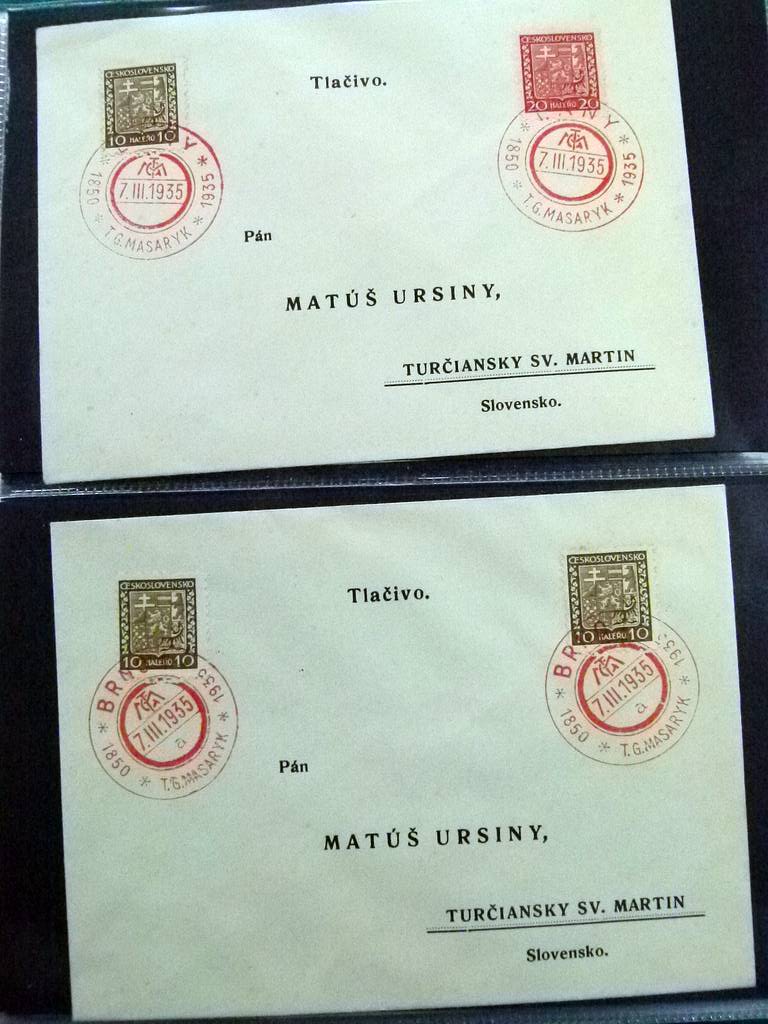 ČESKOSLOVENSKO
10 HALÉŘŮ 10
7.III.1935
* 1850 * T.G.MASARYK * 1935 *
Tlačivo.
ČESKOSLOVENSKO
20 HALÉŘŮ 20
7.III.1935
* 1850 * T.G.MASARYK * 1935 *
Pán
MATÚŠ URSINY,
TURČIANSKY SV. MARTIN
Slovensko.
ČESKOSLOVENSKO
10 HALÉŘŮ 10
7.III.1935
a
* 1850 * T.G.MASARYK * 1935
Tlačivo.
ČESKOSLOVENSKO
10 HALÉŘŮ 10
7.III.1935
a
* 1850 * T.G.MASARYK * 1935
Pán
MATÚŠ URSINY,
TURČIANSKY SV. MARTIN
Slovensko.